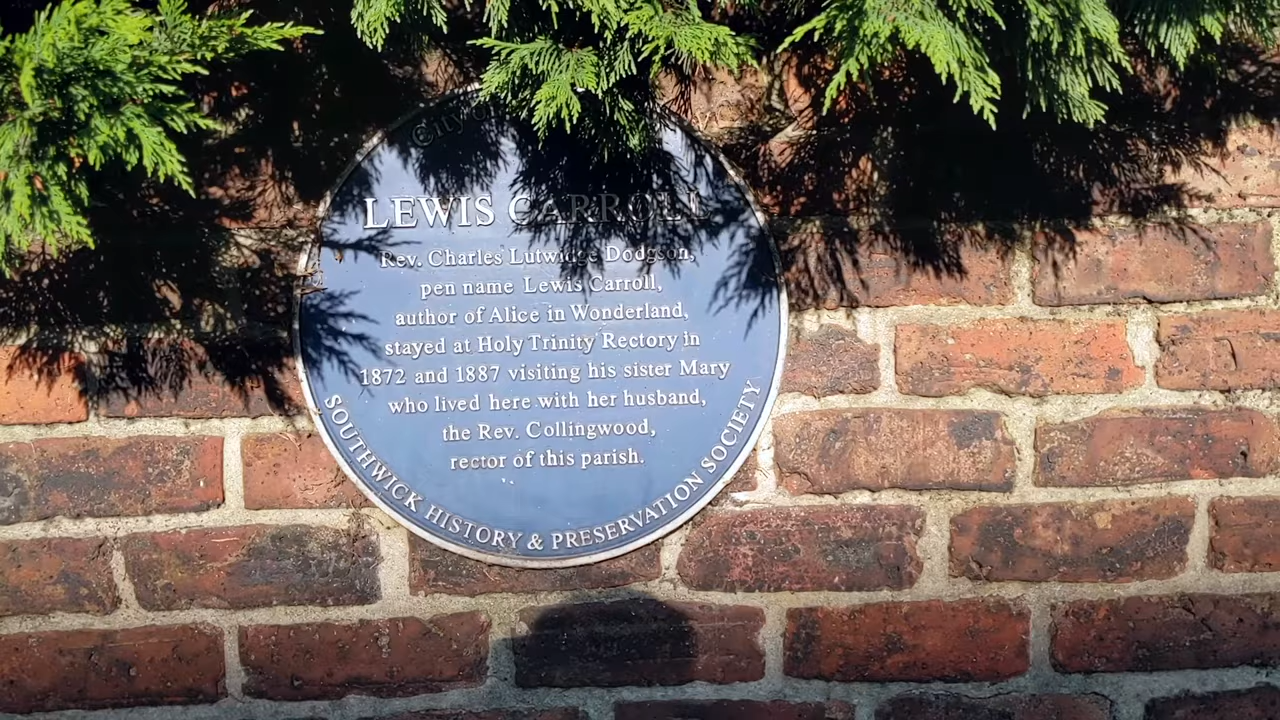 City of
LEWIS CARROLL
Rev. Charles Lutwidge Dodgson,
pen name Lewis Carroll,
author of Alice in Wonderland,
stayed at Holy Trinity Rectory in
1872 and 1887 visiting his sister Mary
who lived here with her husband,
the Rev. Collingwood,
rector of this parish.
SOUTHWICK HISTORY & PRESERVATION SOCIETY